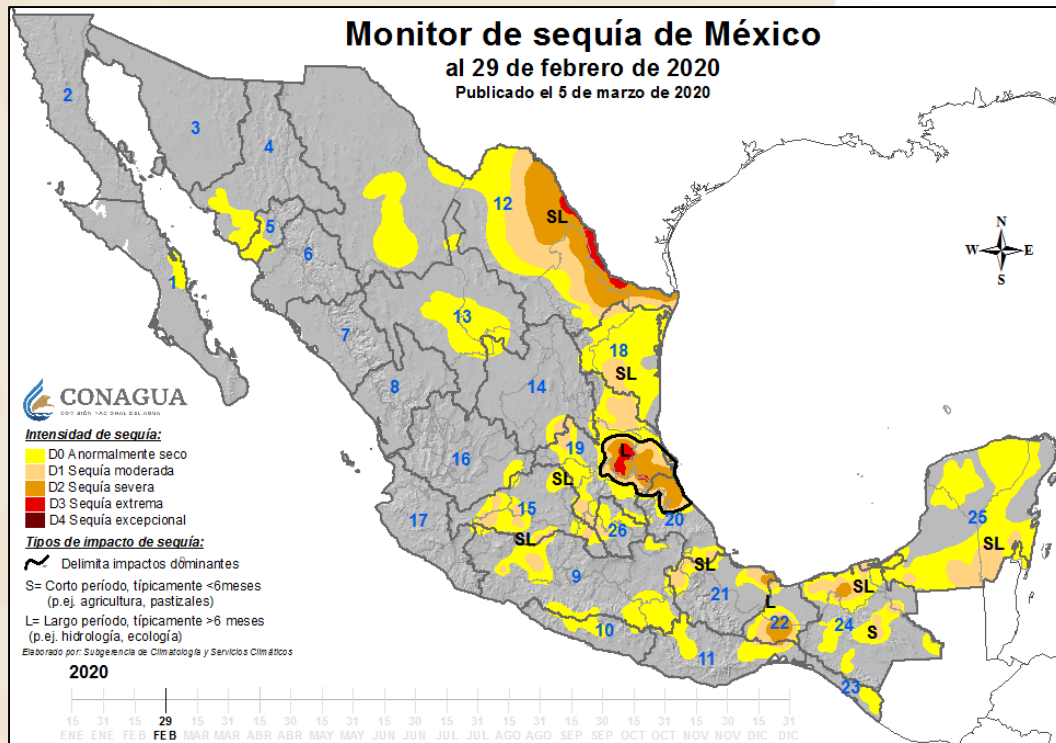 Monitor de sequía de México
al 29 de febrero de 2020
Publicado el 5 de marzo de 2020
2
3
4
12
SL
5
6
1
13
7
18
SL
8
14
19
L
16
SL
15
17
26
20
25
SL
SL
9
SL
21
SL
L
22
24
S
10
11
23
N
W E
S
CONAGUA
COMISIÓN NACIONAL DEL AGUA
Intensidad de sequía:
D0 Anormalmente seco
D1 Sequía moderada
D2 Sequía severa
D3 Sequía extrema
D4 Sequía excepcional
Tipos de impacto de sequía:
Delimita impactos dominantes
S= Corto período, típicamente <6meses
(p.ej. agricultura, pastizales)
L= Largo período, típicamente >6 meses
(p.ej. hidrología, ecología)
Elaborado por: Subgerencia de Climatología y Servicios Climáticos
2020
15 31 15 29 15 31 15 30 15 31 15 30 15 31 15 31 15 30 15 31 15 30 15 31
ENE ENE FEB FEB MAR MAR ABR ABR MAY MAY JUN JUN JUL JUL AGO AGO SEP SEP OCT OCT NOV NOV DIC DIC